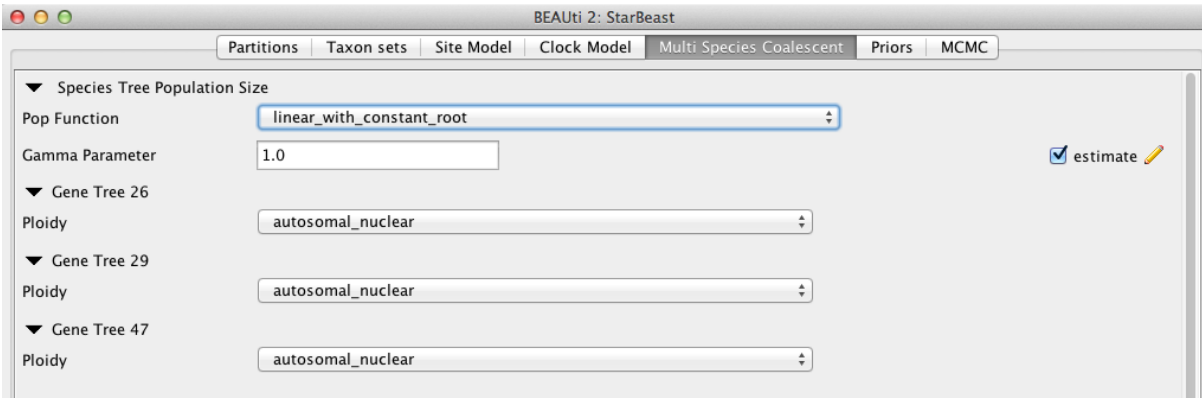 BEAUti 2: StarBeast
Partitions Taxon sets Site Model Clock Model Multi Species Coalescent Priors MCMC
Species Tree Population Size
Pop Function linear_with_constant_root
Gamma Parameter 1.0 estimate
Gene Tree 26
Ploidy autosomal_nuclear
Gene Tree 29
Ploidy autosomal_nuclear
Gene Tree 47
Ploidy autosomal_nuclear